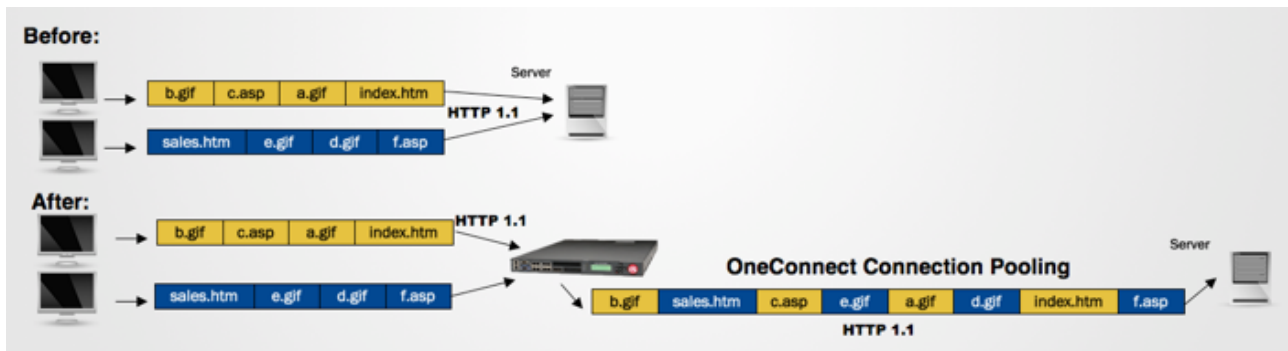 Before:
Server
b.gif c.asp a.gif index.htm
HTTP 1.1
sales.htm e.gif d.gif f.asp
After:
HTTP 1.1
b.gif c.asp a.gif index.htm
Server
OneConnect Connection Pooling
sales.htm e.gif d.gif f.asp
b.gif sales.htm c.asp e.gif a.gif d.gif index.htm f.asp
HTTP 1.1